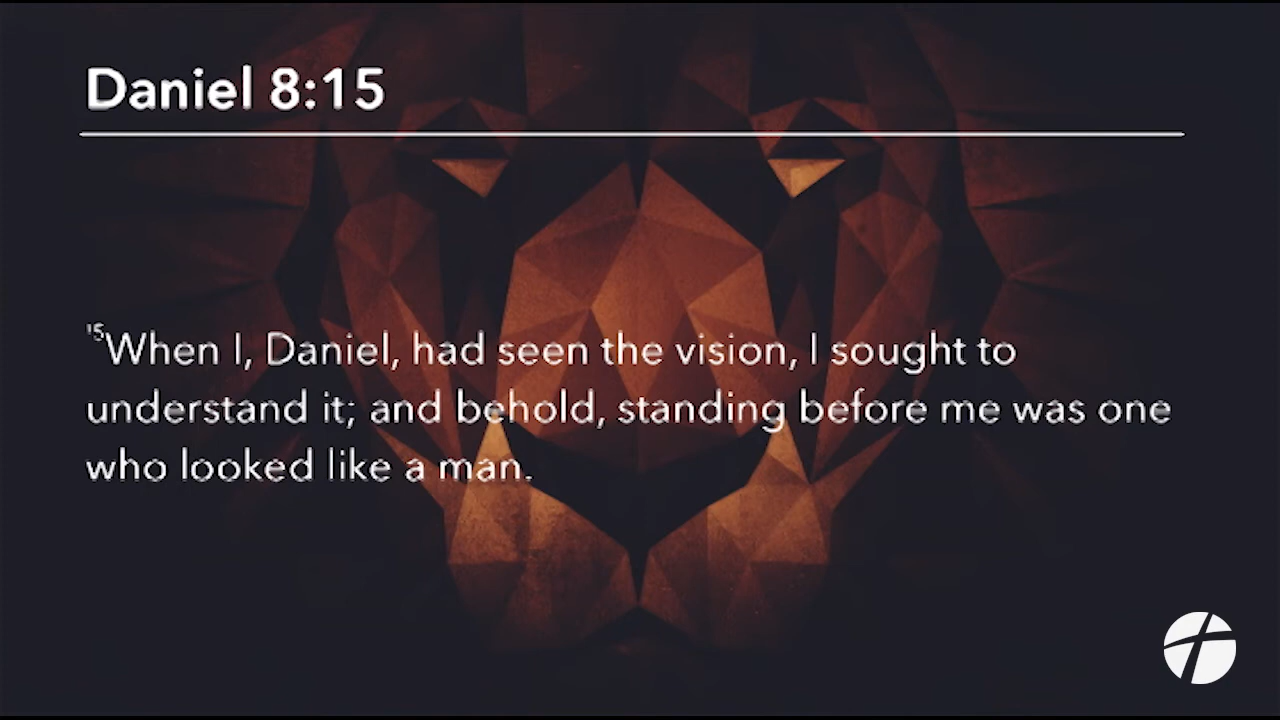 Daniel 8:15
15When I, Daniel, had seen the vision, I sought to
understand it; and behold, standing before me was one
who looked like a man.